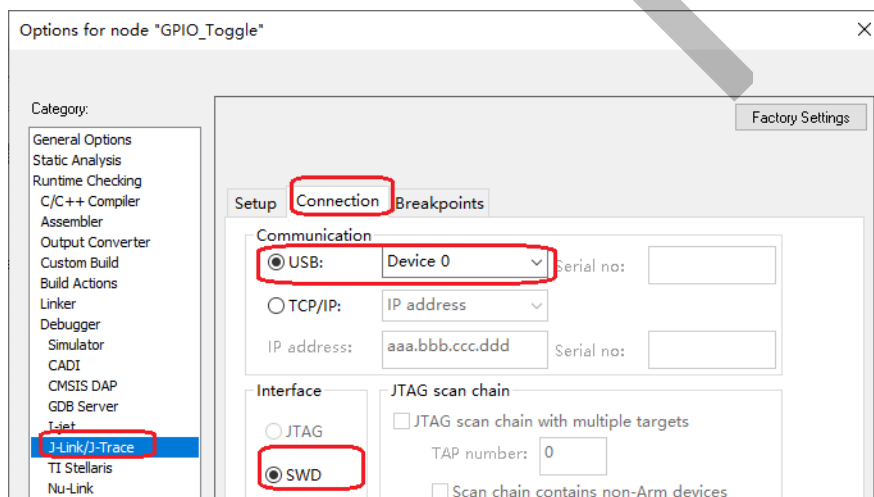 Options for node "GPIO_Toggle"
Category:
Factory Settings
General Options
Static Analysis
Runtime Checking
C/C++ Compiler
Assembler
Output Converter
Custom Build
Build Actions
Linker
Debugger
Simulator
CADI
CMSIS DAP
GDB Server
I-jet
J-Link/J-Trace
TI Stellaris
Nu-Link
Setup Connection Breakpoints
Communication
USB: Device 0 Serial no:
TCP/IP: IP address
IP address: aaa.bbb.ccc.ddd Serial no:
Interface
JTAG
SWD
JTAG scan chain
JTAG scan chain with multiple targets
TAP number: 0
Scan chain contains non-Arm devices